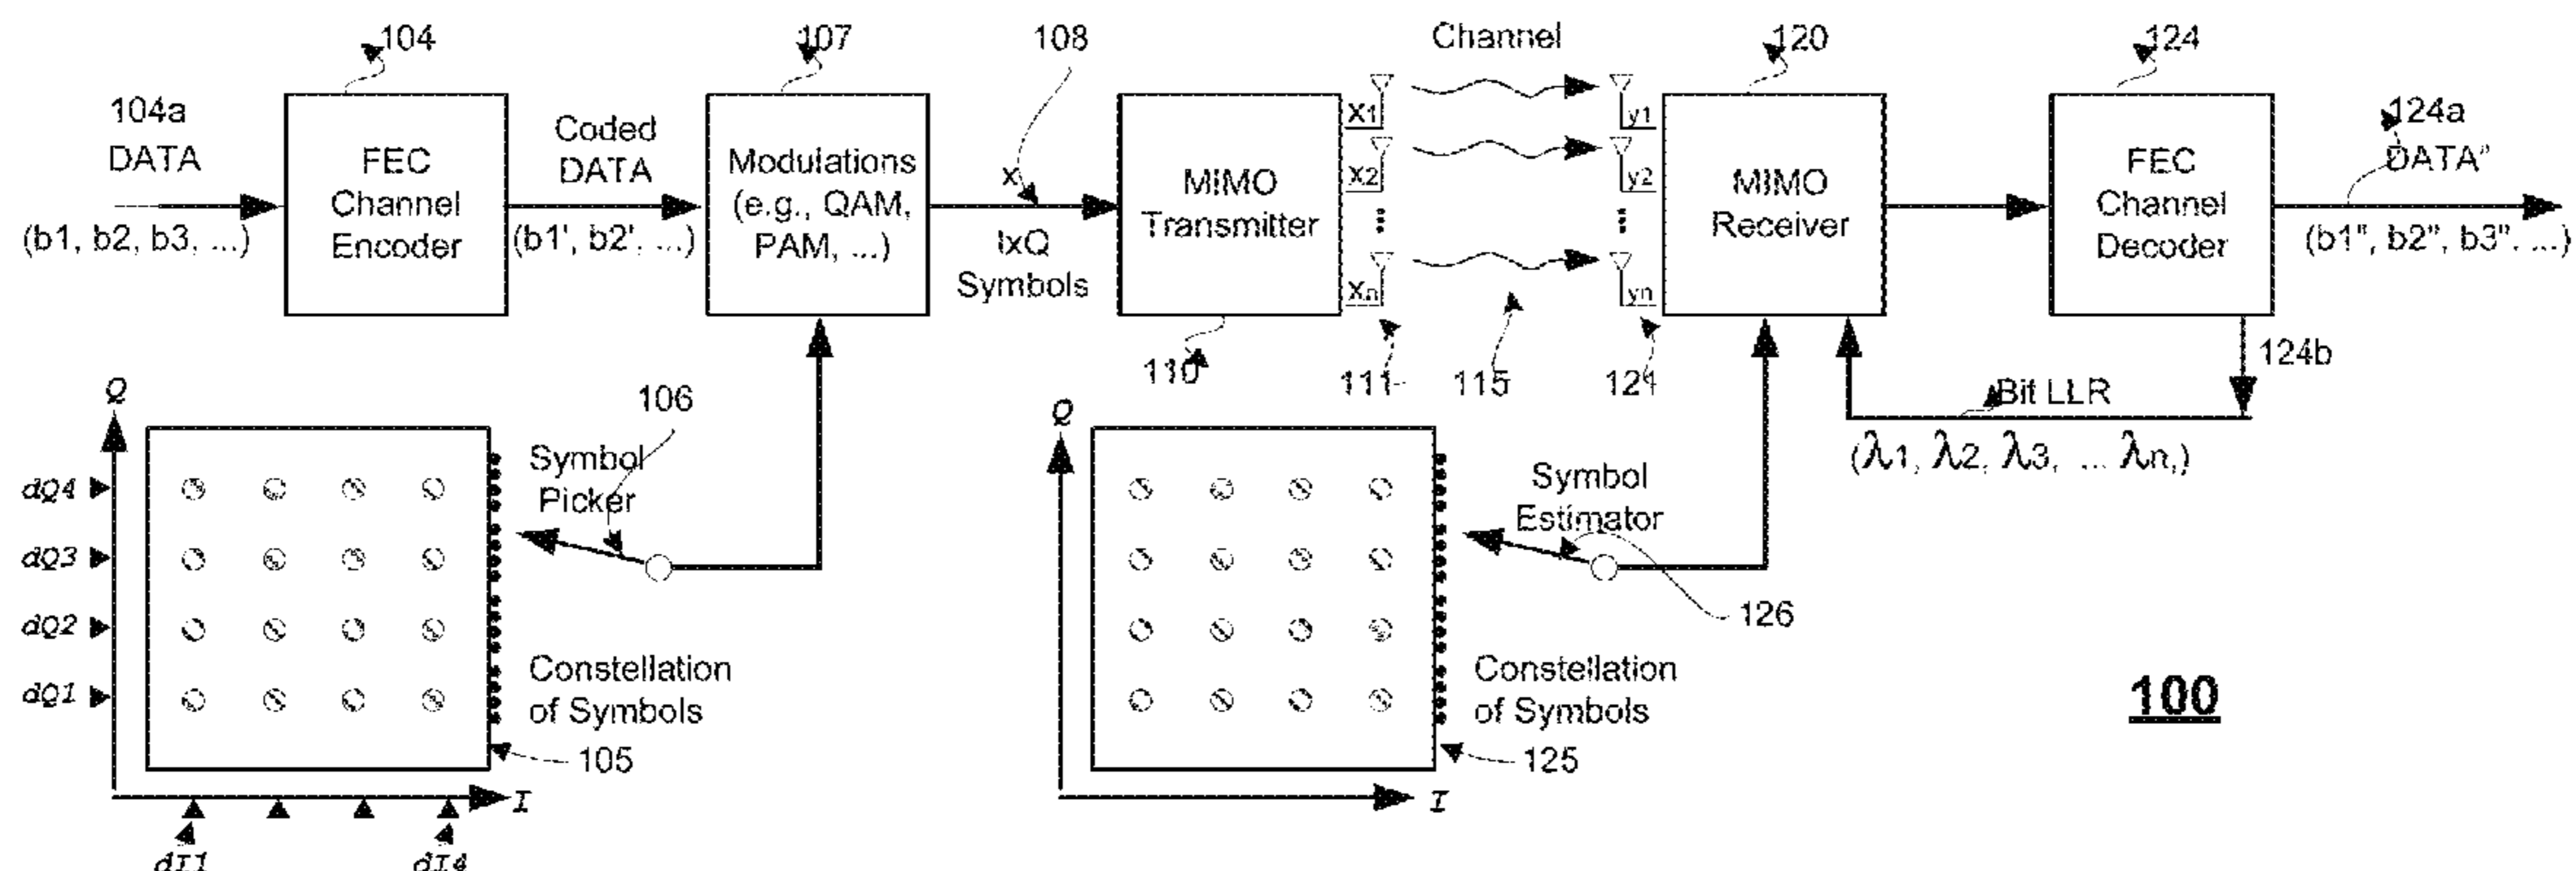 104
107
108
Channel
120
124
104a
DATA
(b1, b2, b3, ...)
FEC
Channel
Encoder
Coded
DATA
(b1', b2', ...)
Modulations
(e.g., QAM,
PAM, ...)
x
IxQ
Symbols
MIMO
Transmitter
X1
X2
Xn
y1
y2
yn
MIMO
Receiver
FEC
Channel
Decoder
124a
DATA"
(b1", b2", b3". ...)
110
111
115
121
124b
Bit LLR
(λ1, λ2, λ3, ... λn,)
Q
dQ4
dQ3
dQ2
dQ1
I
dI1
dI4
106
Symbol
Picker
Constellation
of Symbols
105
Q
I
Symbol
Estimator
126
Constellation
of Symbols
125
100